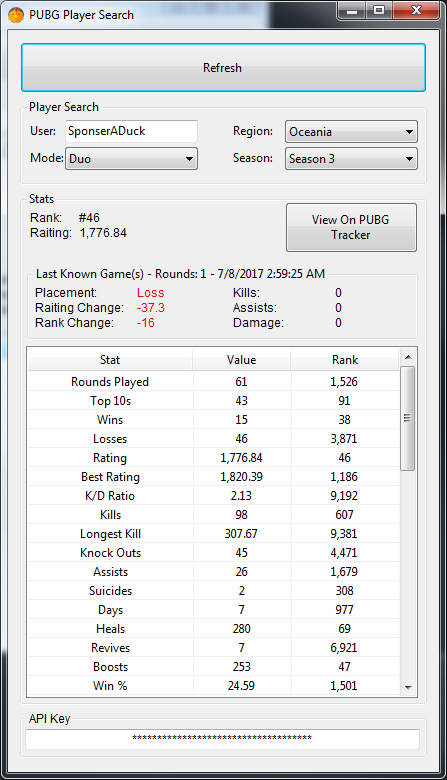 PUBG Player Search
Refresh
Player Search
User: SponserADuck Region: Oceania
Mode: Duo Season: Season 3
Stats
Rank: #46
Raiting: 1,776.84
View On PUBG
Tracker
Last Known Game(s) - Rounds: 1 - 7/8/2017 2:59:25 AM
Placement: Loss Kills: 0
Raiting Change: -37.3 Assists: 0
Rank Change: -16 Damage: 0
Stat Value Rank
Rounds Played 61 1,526
Top 10s 43 91
Wins 15 38
Losses 46 3,871
Rating 1,776.84 46
Best Rating 1,820.39 1,186
K/D Ratio 2.13 9,192
Kills 98 607
Longest Kill 307.67 9,381
Knock Outs 45 4,471
Assists 26 1,679
Suicides 2 308
Days 7 977
Heals 280 69
Revives 7 6,921
Boosts 253 47
Win % 24.59 1,501
API Key
************************************